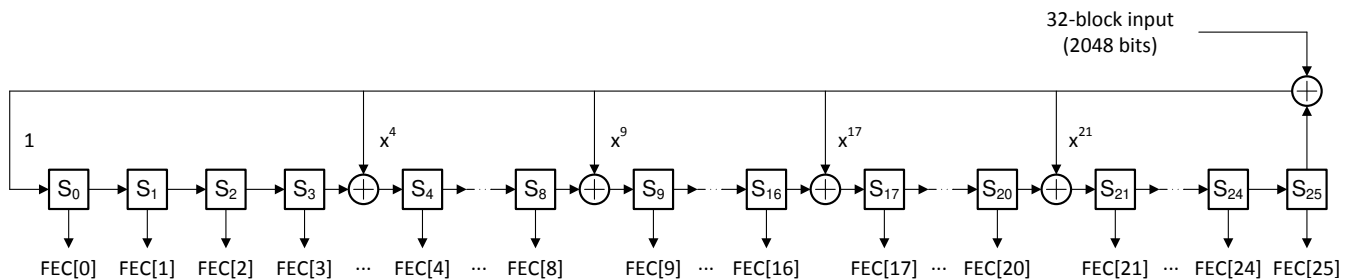 32-block input
(2048 bits)
1
x⁴
x⁹
x¹⁷
x²¹
S₀ S₁ S₂ S₃ S₄ ... S₈ S₉ ... S₁₆ S₁₇ ... S₂₀ S₂₁ ... S₂₄ S₂₅
FEC[0] FEC[1] FEC[2] FEC[3] ... FEC[4] ... FEC[8] FEC[9] ... FEC[16] FEC[17] ... FEC[20] FEC[21] ... FEC[24] FEC[25]